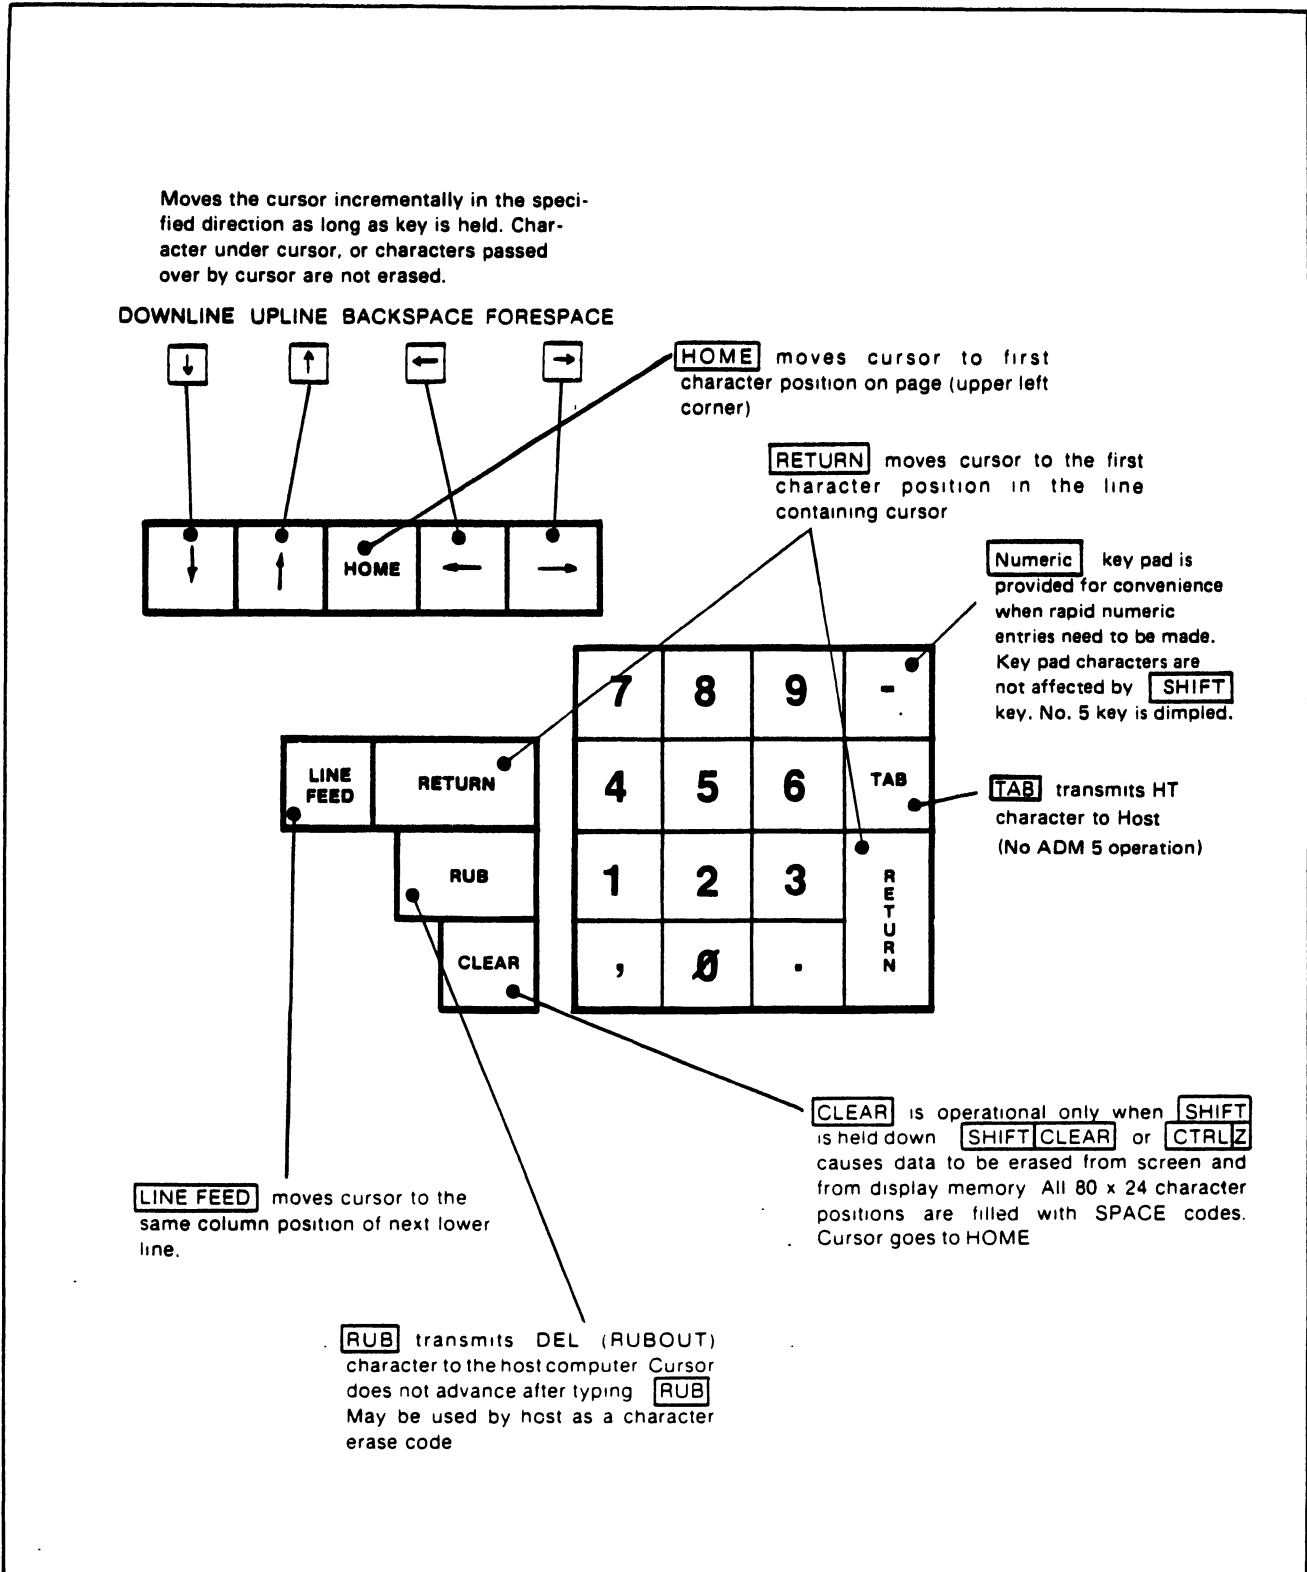 Moves the cursor incrementally in the speci-
fied direction as long as key is held. Char-
acter under cursor, or characters passed
over by cursor are not erased.
DOWNLINE UPLINE BACKSPACE FORESPACE
↓ ↑ ← →
HOME moves cursor to first
character position on page (upper left
corner)
RETURN moves cursor to the first
character position in the line
containing cursor
↓ ↑ HOME ← →
Numeric key pad is
provided for convenience
when rapid numeric
entries need to be made.
Key pad characters are
not affected by SHIFT
key. No. 5 key is dimpled.
7 8 9 -
LINE
FEED
RETURN
4 5 6 TAB
TAB transmits HT
character to Host
(No ADM 5 operation)
RUB
1 2 3
RETURN
CLEAR
, Ø .
CLEAR is operational only when SHIFT
is held down SHIFT CLEAR or CTRL Z
causes data to be erased from screen and
from display memory All 80 x 24 character
positions are filled with SPACE codes.
Cursor goes to HOME
LINE FEED moves cursor to the
same column position of next lower
line.
RUB transmits DEL (RUBOUT)
character to the host computer Cursor
does not advance after typing RUB
May be used by host as a character
erase code